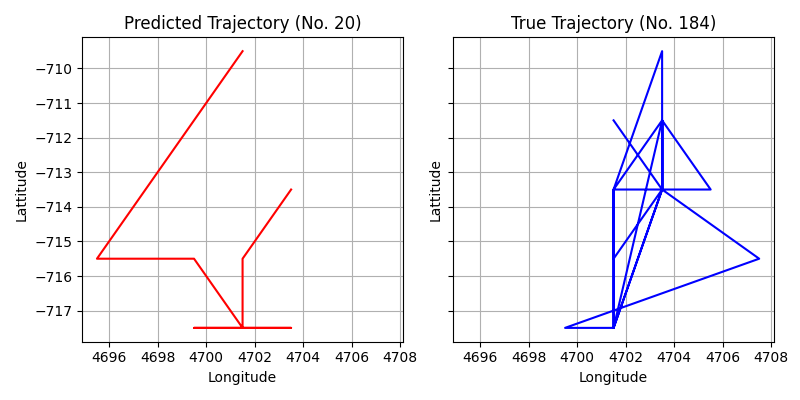 Predicted Trajectory (No. 20)
True Trajectory (No. 184)
Lattitude
−710
−711
−712
−713
−714
−715
−716
−717
4696 4698 4700 4702 4704 4706 4708
Longitude
Lattitude
4696 4698 4700 4702 4704 4706 4708
Longitude